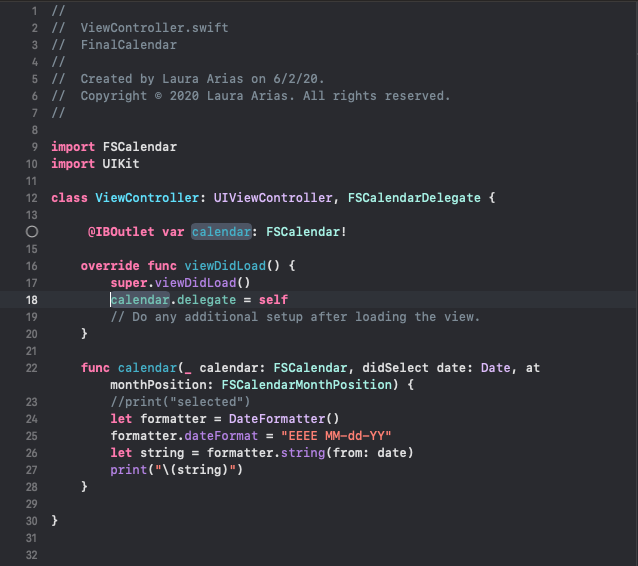 1 //
2 //  ViewController.swift
3 //  FinalCalendar
4 //
5 //  Created by Laura Arias on 6/2/20.
6 //  Copyright © 2020 Laura Arias. All rights reserved.
7 //
8
9 import FSCalendar
10 import UIKit
11
12 class ViewController: UIViewController, FSCalendarDelegate {
13
@IBOutlet var calendar: FSCalendar!
15
16 override func viewDidLoad() {
17 super.viewDidLoad()
18 calendar.delegate = self
19 // Do any additional setup after loading the view.
20 }
21
22 func calendar(_ calendar: FSCalendar, didSelect date: Date, at
monthPosition: FSCalendarMonthPosition) {
23 //print("selected")
24 let formatter = DateFormatter()
25 formatter.dateFormat = "EEEE MM-dd-YY"
26 let string = formatter.string(from: date)
27 print("\(string)")
28 }
29
30 }
31
32